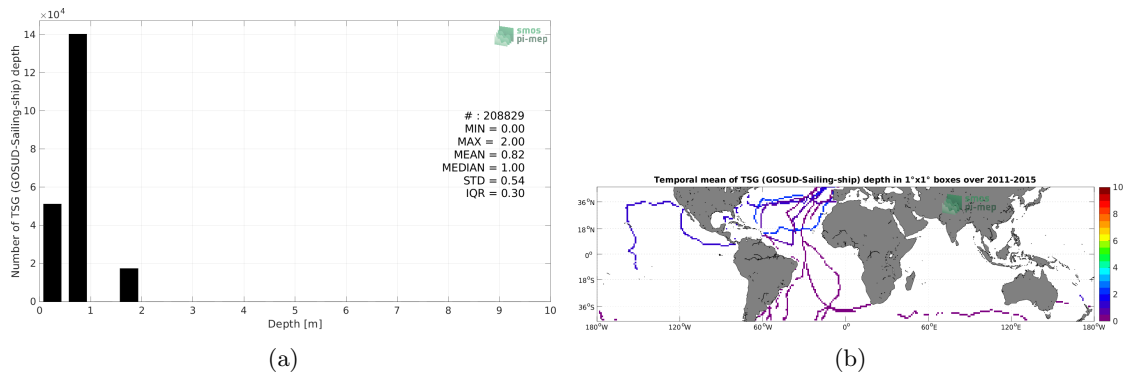 ×10⁴
14
12
10
8
6
4
2
0
Number of TSG (GOSUD-Sailing-ship) depth
smos
pi-mep
# : 208829
MIN = 0.00
MAX = 2.00
MEAN = 0.82
MEDIAN = 1.00
STD = 0.54
IQR = 0.30
0 1 2 3 4 5 6 7 8 9 10
Depth [m]
(a)
Temporal mean of TSG (GOSUD-Sailing-ship) depth in 1°x1° boxes over 2011-2015
smos
pi-mep
36°N
18°N
0°
18°S
36°S
180°W 120°W 60°W 0° 60°E 120°E 180°W
10
8
6
4
2
0
(b)